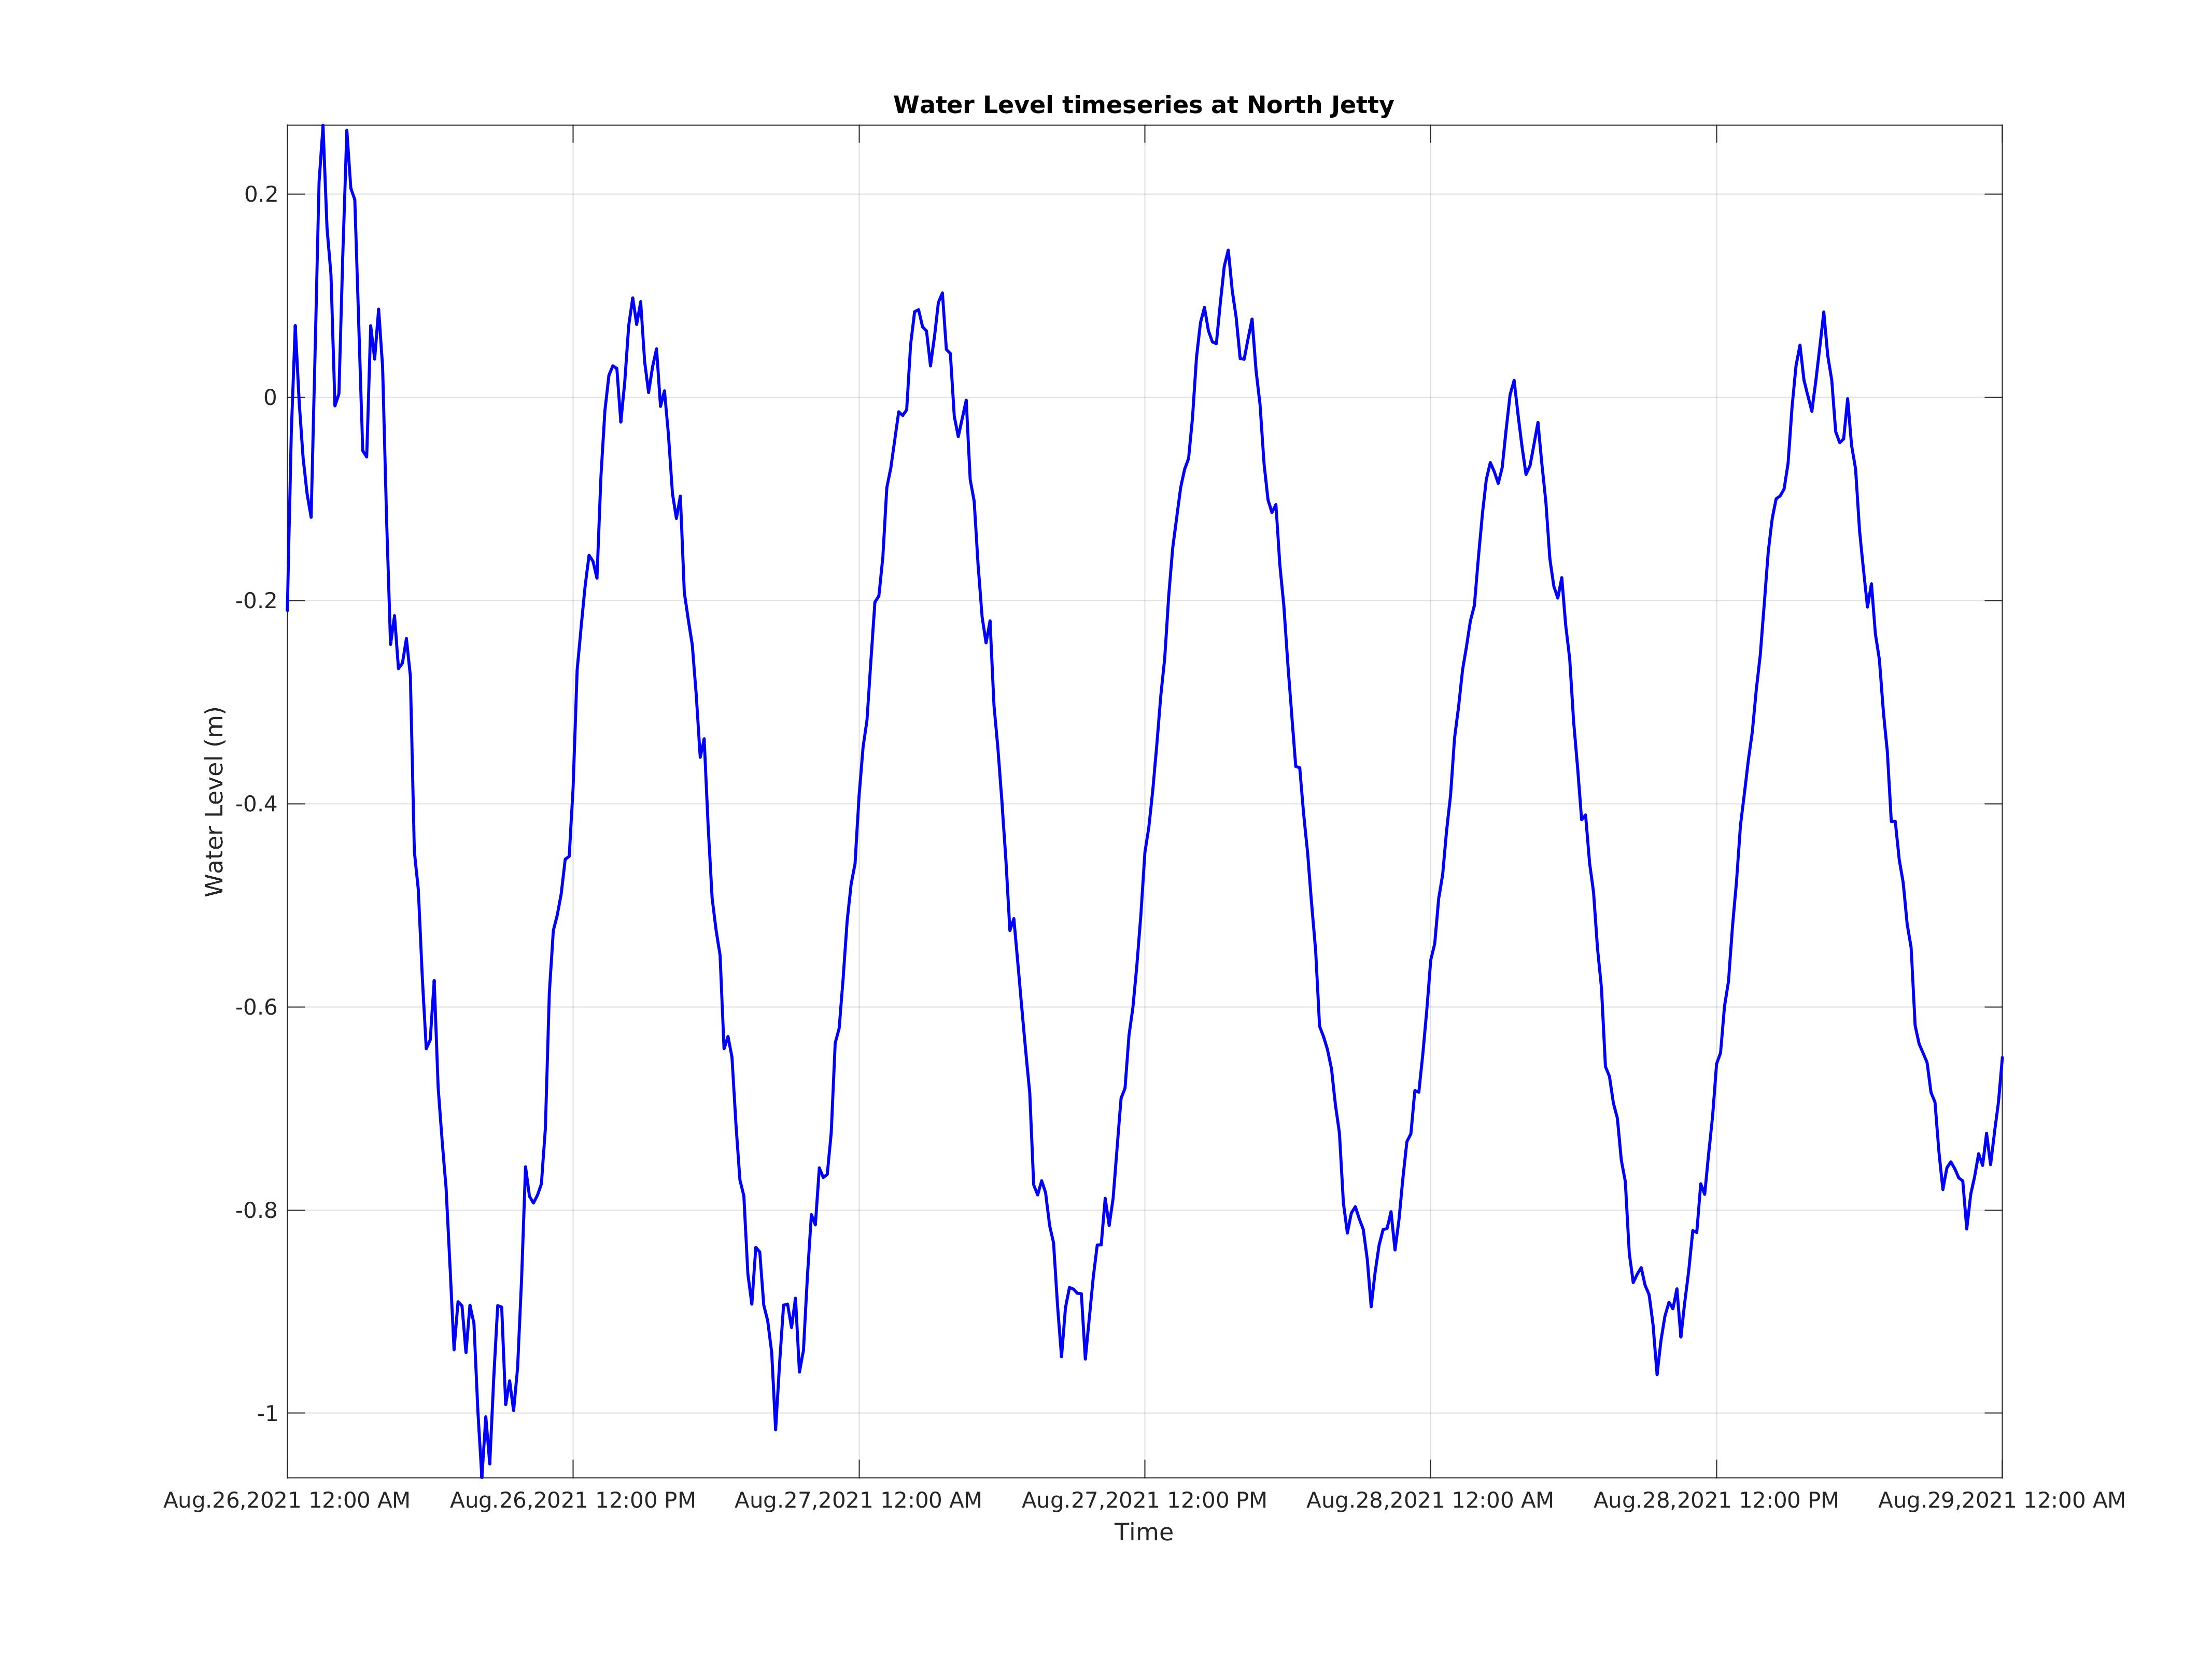 Water Level timeseries at North Jetty
0.2
0
-0.2
-0.4
-0.6
-0.8
-1
Water Level (m)
Aug.26,2021 12:00 AM Aug.26,2021 12:00 PM Aug.27,2021 12:00 AM Aug.27,2021 12:00 PM Aug.28,2021 12:00 AM Aug.28,2021 12:00 PM Aug.29,2021 12:00 AM
Time